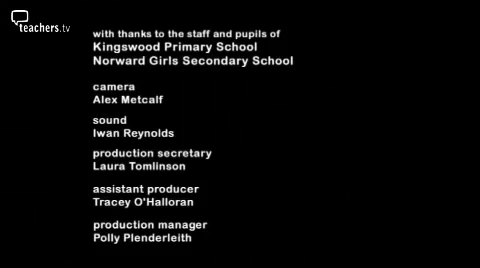 teachers.tv
with thanks to the staff and pupils of
Kingswood Primary School
Norward Girls Secondary School
camera
Alex Metcalf
sound
Iwan Reynolds
production secretary
Laura Tomlinson
assistant producer
Tracey O'Halloran
production manager
Polly Plenderleith